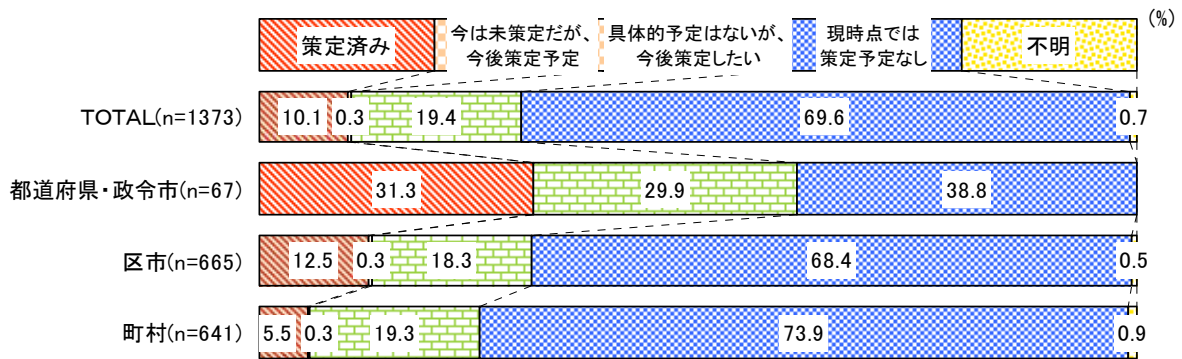 (%)
策定済み
今は未策定だが、
今後策定予定
具体的予定はないが、
今後策定したい
現時点では
策定予定なし
不明
TOTAL(n=1373)
10.1 0.3 19.4 69.6 0.7
都道府県・政令市(n=67)
31.3 29.9 38.8
区市(n=665)
12.5 0.3 18.3 68.4 0.5
町村(n=641)
5.5 0.3 19.3 73.9 0.9